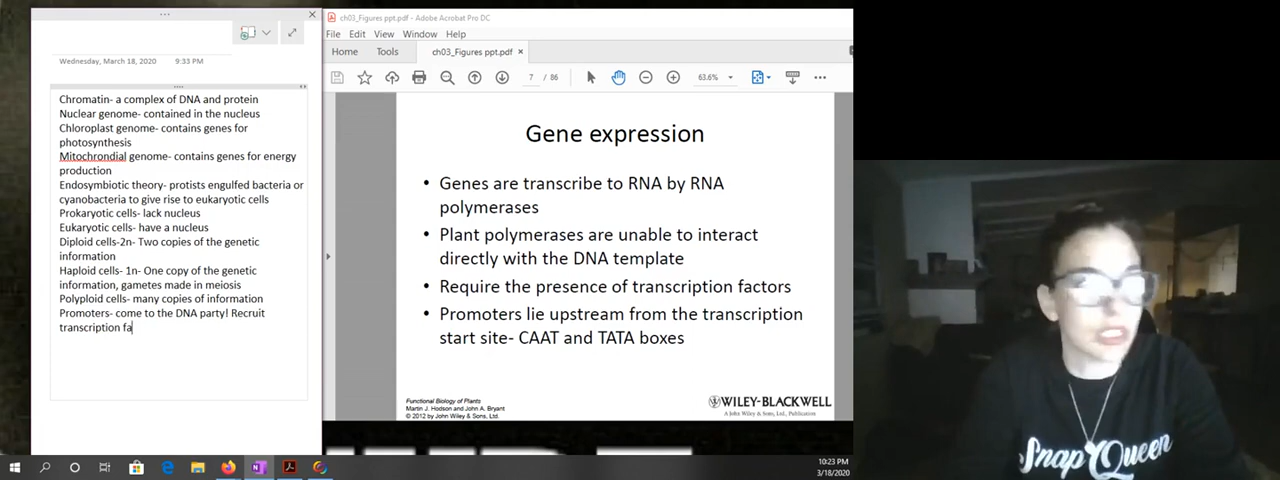 Wednesday, March 18, 2020 9:33 PM
Chromatin- a complex of DNA and protein
Nuclear genome- contained in the nucleus
Chloroplast genome- contains genes for
photosynthesis
Mitochrondial genome- contains genes for energy
production
Endosymbiotic theory- protists engulfed bacteria or
cyanobacteria to give rise to eukaryotic cells
Prokaryotic cells- lack nucleus
Eukaryotic cells- have a nucleus
Diploid cells-2n- Two copies of the genetic
information
Haploid cells- 1n- One copy of the genetic
information, gametes made in meiosis
Polyploid cells- many copies of information
Promoters- come to the DNA party! Recruit
transcription fa
ch03_Figures ppt.pdf - Adobe Acrobat Pro DC
File Edit View Window Help
Home Tools ch03_Figures ppt.pdf ×
7 / 86 63.6%
Gene expression
• Genes are transcribe to RNA by RNA
polymerases
• Plant polymerases are unable to interact
directly with the DNA template
• Require the presence of transcription factors
• Promoters lie upstream from the transcription
start site- CAAT and TATA boxes
Functional Biology of Plants
Martin J. Hodson and John A. Bryant
© 2012 by John Wiley & Sons, Ltd.
WILEY-BLACKWELL
A John Wiley & Sons, Ltd., Publication
Snap Queen
10:23 PM
3/18/2020